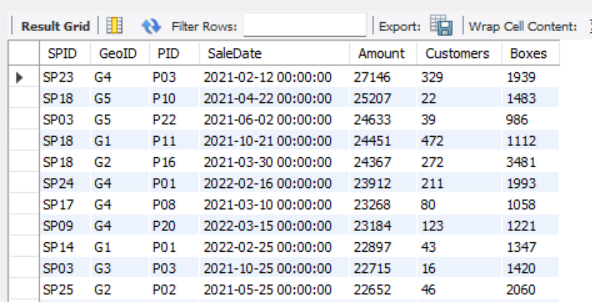 Result Grid Filter Rows: Export: Wrap Cell Content:
SPID GeoID PID SaleDate Amount Customers Boxes
SP23 G4 P03 2021-02-12 00:00:00 27146 329 1939
SP18 G5 P10 2021-04-22 00:00:00 25207 22 1483
SP03 G5 P22 2021-06-02 00:00:00 24633 39 986
SP18 G1 P11 2021-10-21 00:00:00 24451 472 1112
SP18 G2 P16 2021-03-30 00:00:00 24367 272 3481
SP24 G4 P01 2022-02-16 00:00:00 23912 211 1993
SP17 G4 P08 2021-03-10 00:00:00 23268 80 1058
SP09 G4 P20 2022-03-15 00:00:00 23184 123 1221
SP14 G1 P01 2022-02-25 00:00:00 22897 43 1347
SP03 G3 P03 2021-10-25 00:00:00 22715 16 1420
SP25 G2 P02 2021-05-25 00:00:00 22652 46 2060